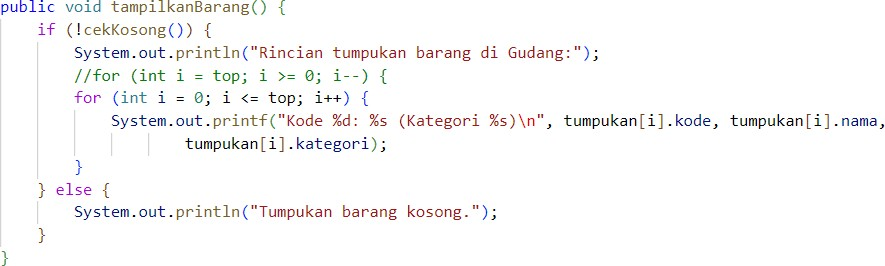 public void tampilkanBarang() {
    if (!cekKosong()) {
        System.out.println("Rincian tumpukan barang di Gudang:");
        //for (int i = top; i >= 0; i--) {
        for (int i = 0; i <= top; i++) {
            System.out.printf("Kode %d: %s (Kategori %s)\n", tumpukan[i].kode, tumpukan[i].nama,
                    tumpukan[i].kategori);
        }
    } else {
        System.out.println("Tumpukan barang kosong.");
    }
}